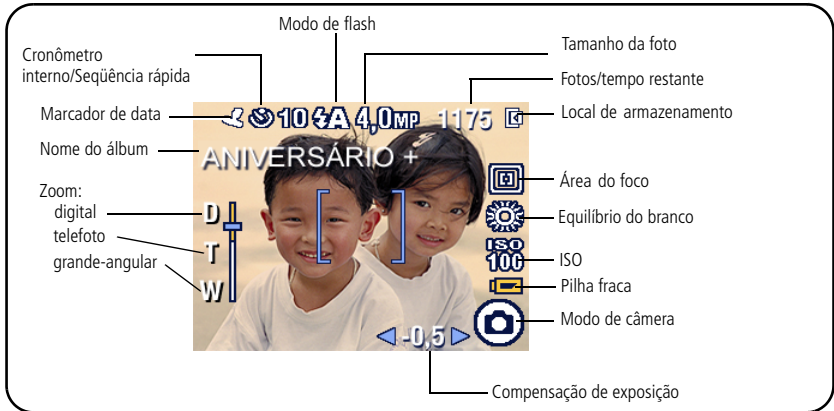 Modo de flash
Cronômetro
interno/Seqüência rápida
Tamanho da foto
Fotos/tempo restante
Marcador de data
Local de armazenamento
10 A 4,0MP 1175
Nome do álbum
ANIVERSÁRIO +
Área do foco
Zoom:
digital
D
Equilíbrio do branco
telefoto
T
ISO
100
ISO
grande-angular
W
Pilha fraca
Modo de câmera
-0,5
Compensação de exposição